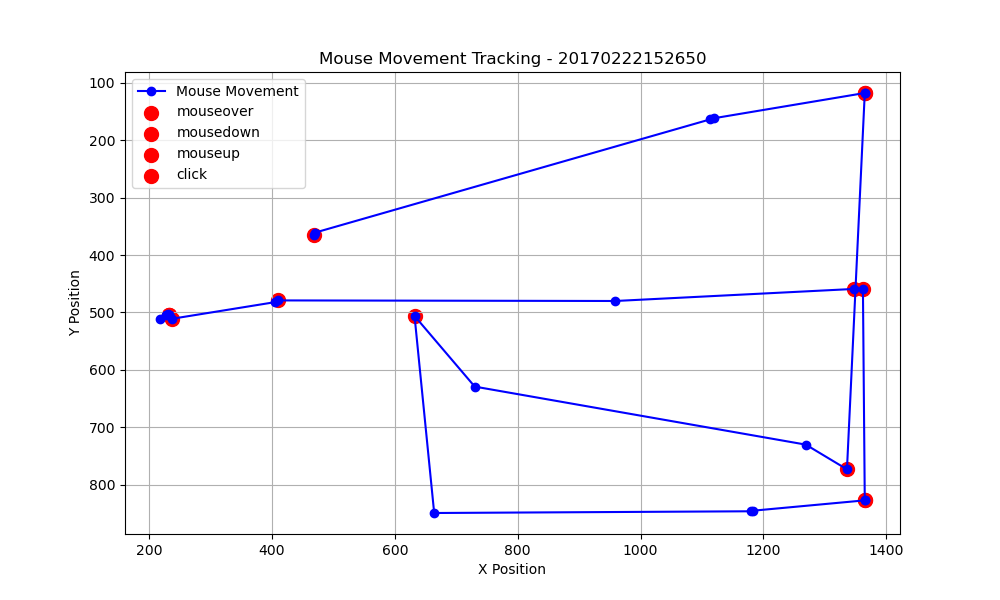 Mouse Movement Tracking - 20170222152650
Mouse Movement
mouseover
mousedown
mouseup
click
100
200
300
400
500
600
700
800
Y Position
200 400 600 800 1000 1200 1400
X Position